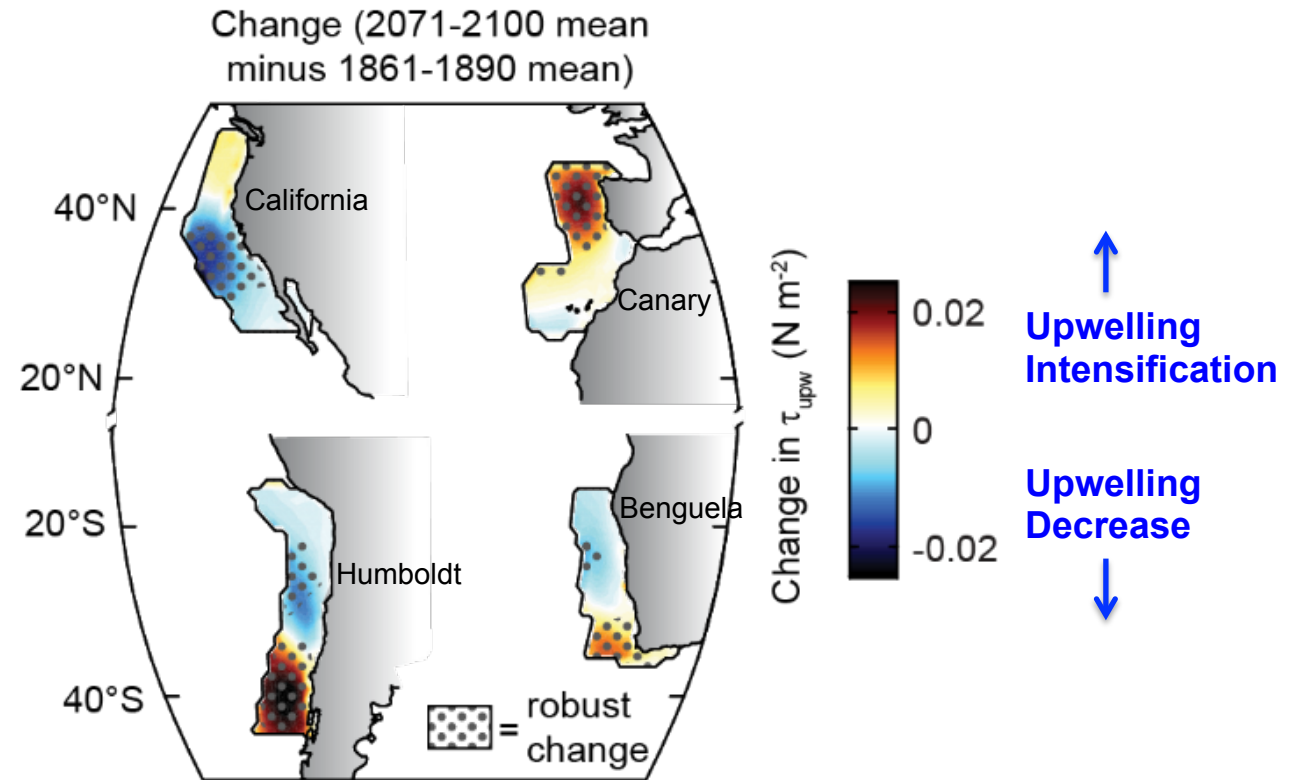 Change (2071-2100 mean
minus 1861-1890 mean)
California
40°N
Canary
20°N
Benguela
20°S
Humboldt
40°S
= robust
change
Change in τupw (N m-2)
0.02
0
-0.02
Upwelling
Intensification
Upwelling
Decrease